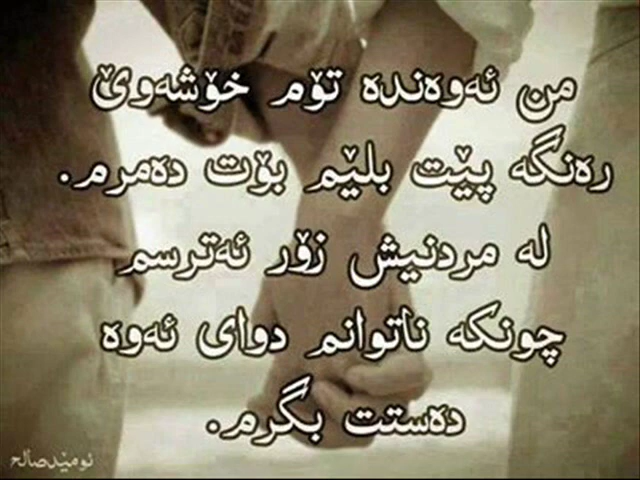 من ئەوەندە تۆم خۆشەوێ
رەنگە پێت بلێم بۆت دەمرم.
لە مردنیش زۆر ئەترسم
چونکە ناتوانم دوای ئەوە
دەستت بگرم.
ئومێد صالح